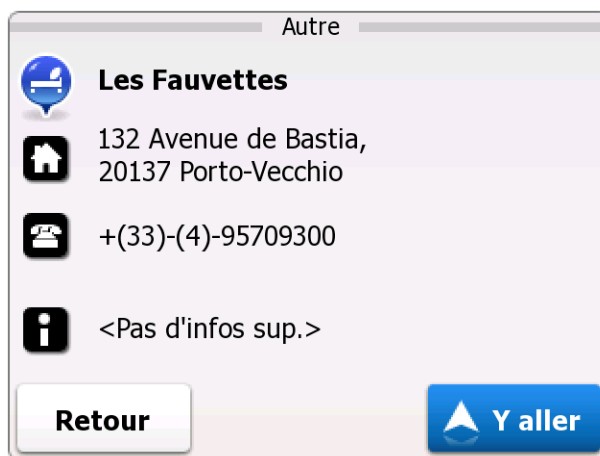 Autre
Les Fauvettes
132 Avenue de Bastia,
20137 Porto-Vecchio
+(33)-(4)-95709300
<Pas d'infos sup.>
Retour
Y aller